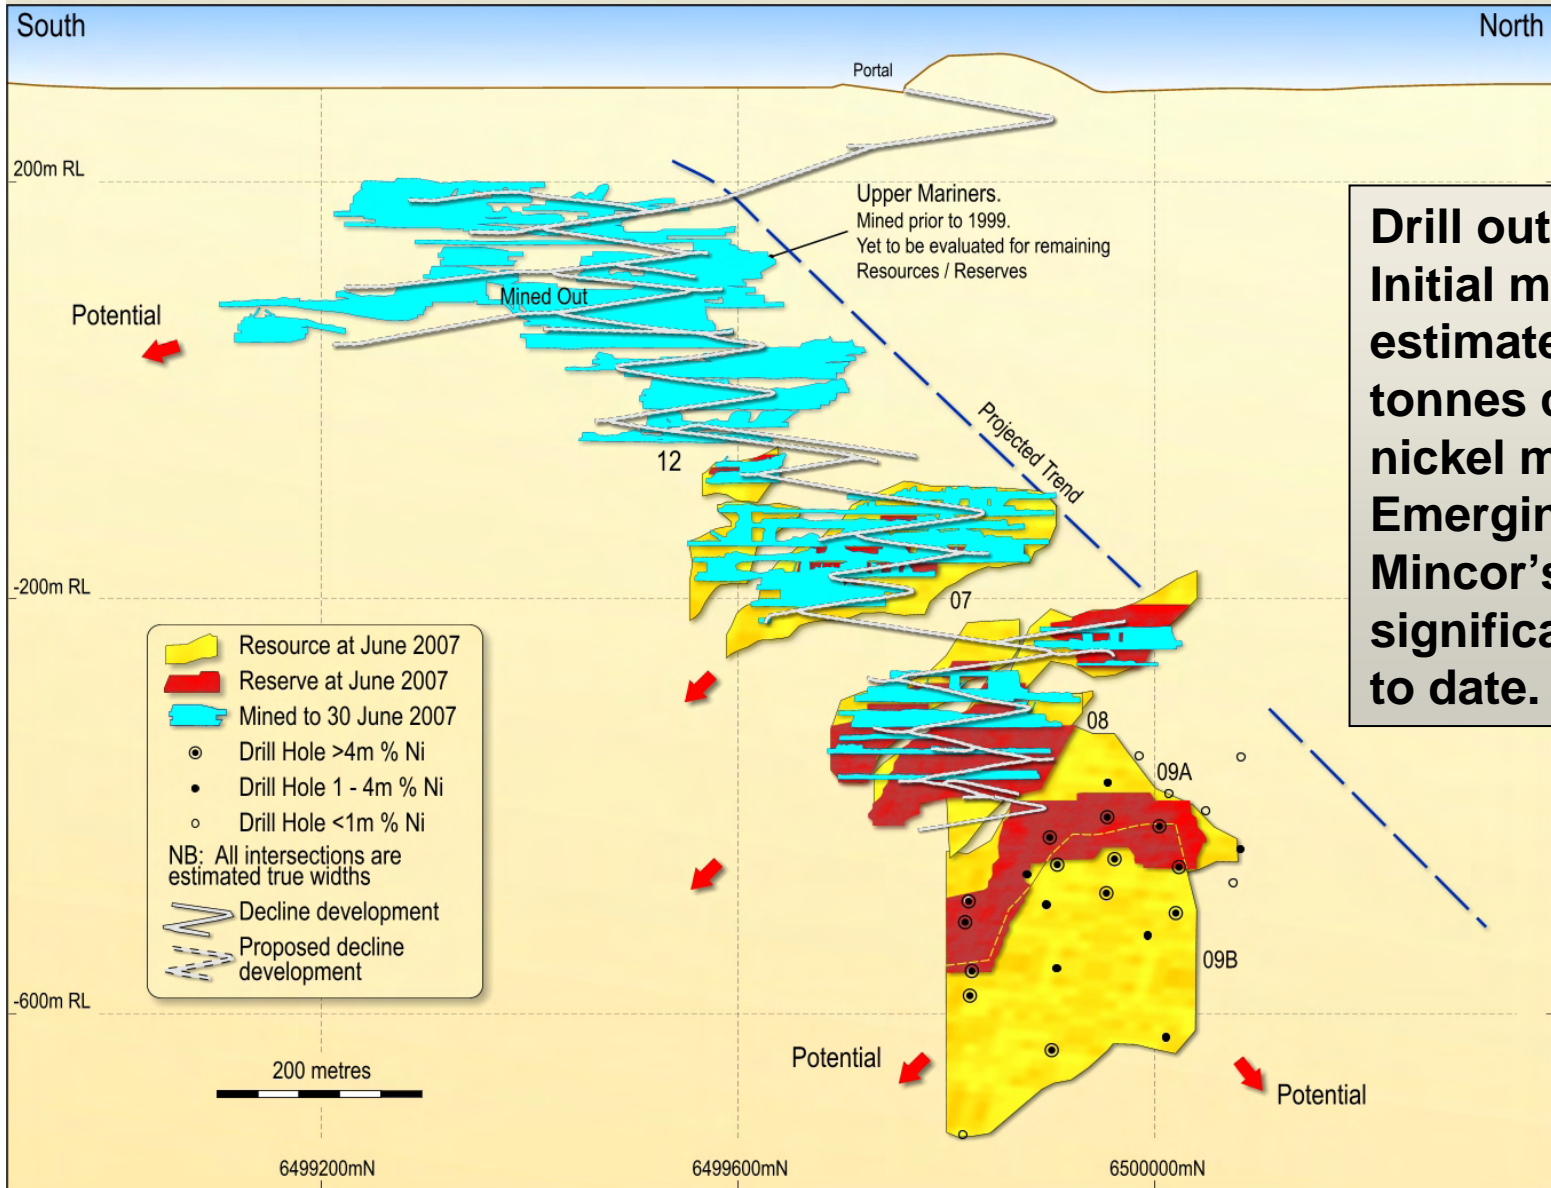 South
North
Portal
200m RL
Upper Mariners.
Mined prior to 1999.
Yet to be evaluated for remaining
Resources / Reserves
Drill out
Initial m
estimate
tonnes
nickel m
Emergin
Mincor's
significa
to date.
Mined Out
Potential
Projected Trend
12
-200m RL
07
Resource at June 2007
Reserve at June 2007
Mined to 30 June 2007
Drill Hole >4m % Ni
Drill Hole 1 - 4m % Ni
Drill Hole <1m % Ni
NB: All intersections are
estimated true widths
Decline development
Proposed decline
development
08
09A
09B
-600m RL
200 metres
Potential
Potential
6499200mN
6499600mN
6500000mN